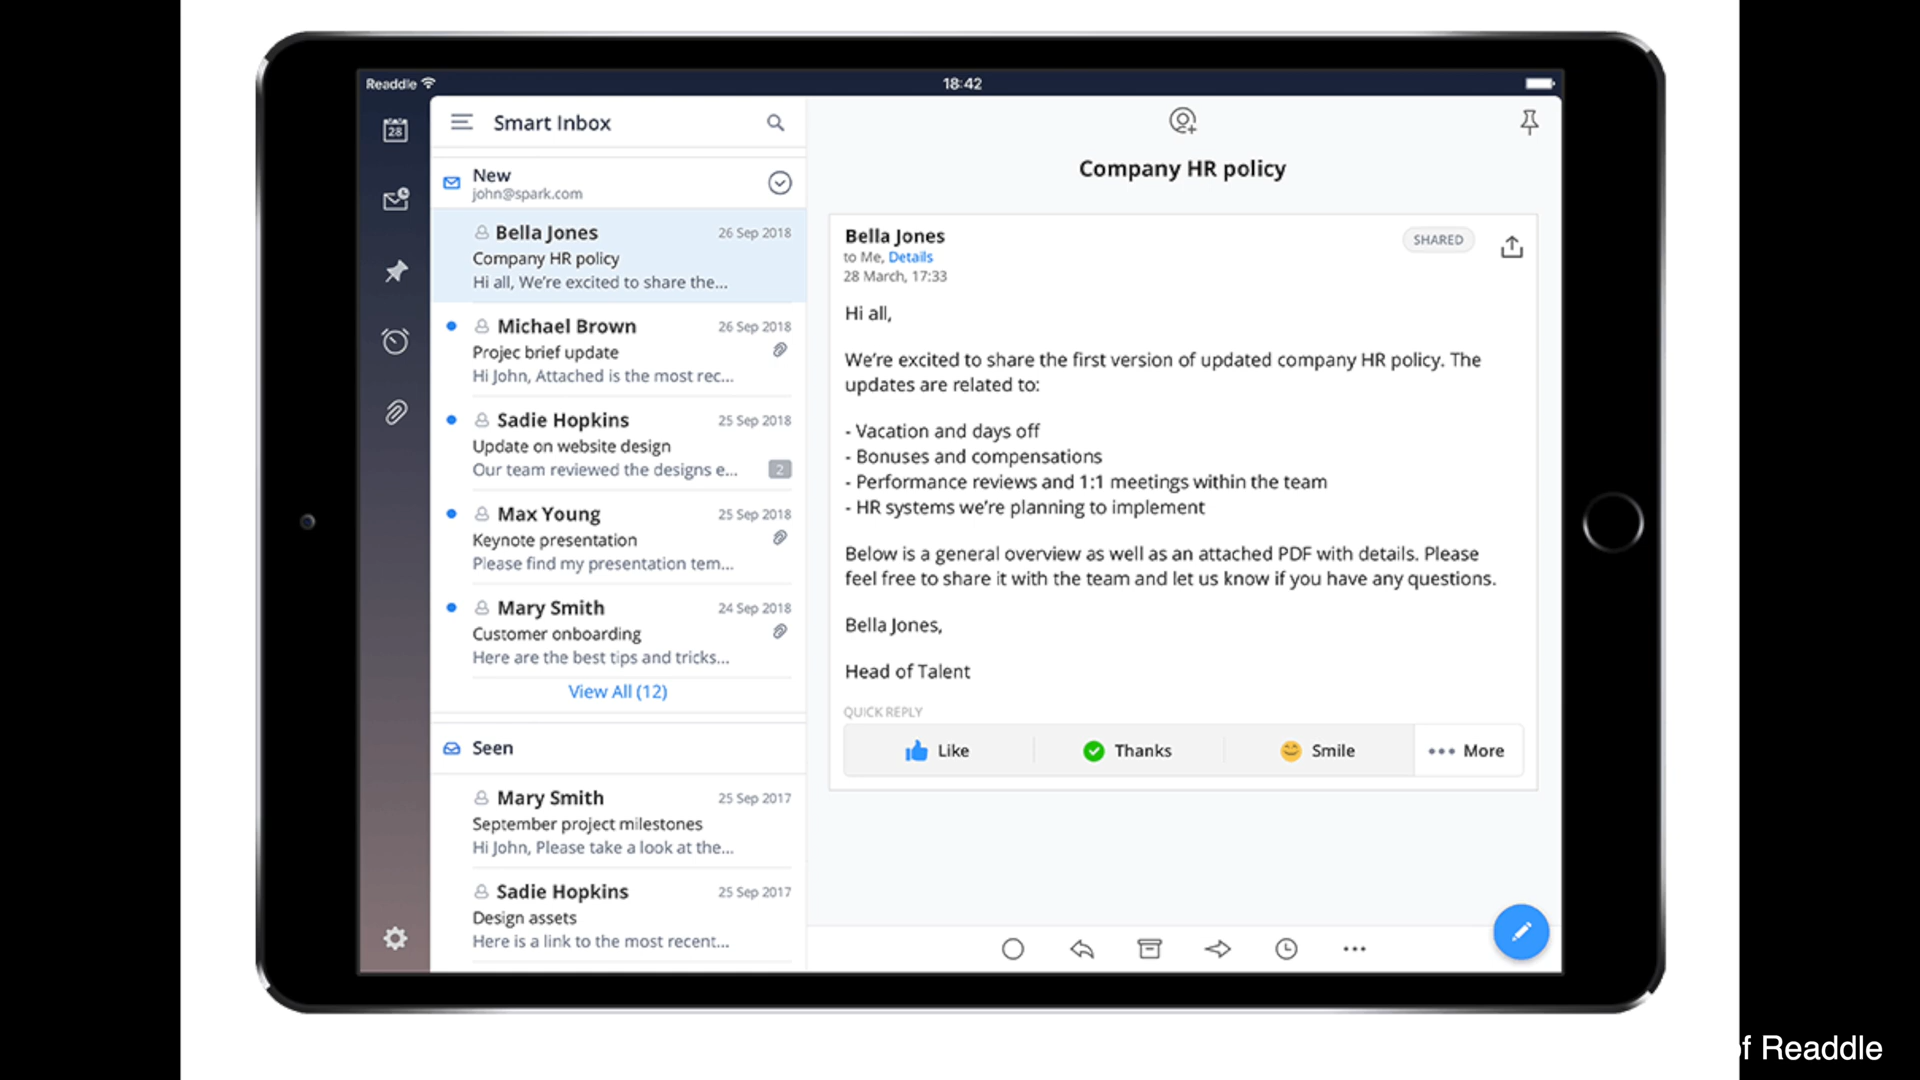 Readdle
18:42
28
Smart Inbox
New
john@spark.com
Bella Jones 26 Sep 2018
Company HR policy
Hi all, We're excited to share the...
Michael Brown 26 Sep 2018
Projec brief update
Hi John, Attached is the most rec...
Sadie Hopkins 25 Sep 2018
Update on website design
Our team reviewed the designs e... 2
Max Young 25 Sep 2018
Keynote presentation
Please find my presentation tem...
Mary Smith 24 Sep 2018
Customer onboarding
Here are the best tips and tricks...
View All (12)
Seen
Mary Smith 25 Sep 2017
September project milestones
Hi John, Please take a look at the...
Sadie Hopkins 25 Sep 2017
Design assets
Here is a link to the most recent...
Company HR policy
Bella Jones SHARED
to Me, Details
28 March, 17:33
Hi all,
We're excited to share the first version of updated company HR policy. The
updates are related to:
- Vacation and days off
- Bonuses and compensations
- Performance reviews and 1:1 meetings within the team
- HR systems we're planning to implement
Below is a general overview as well as an attached PDF with details. Please
feel free to share it with the team and let us know if you have any questions.
Bella Jones,
Head of Talent
QUICK REPLY
Like Thanks Smile ••• More
of Readdle